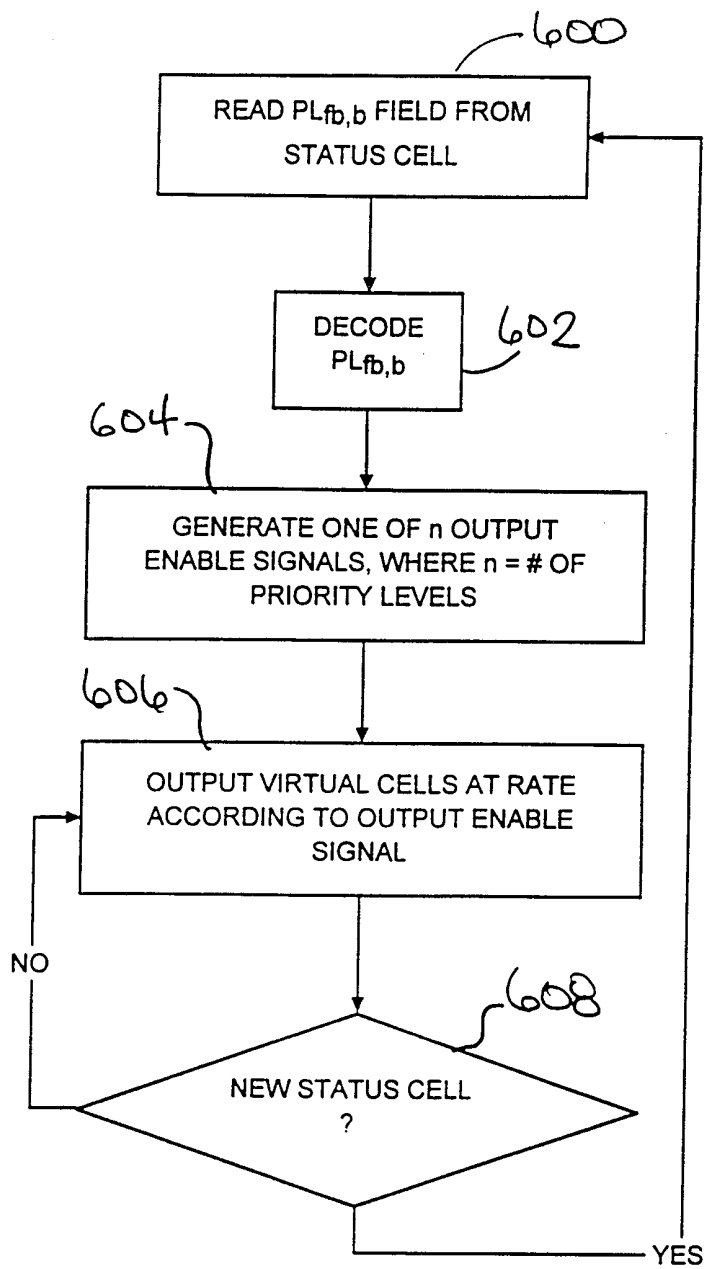 600
READ PLfb,b FIELD FROM
STATUS CELL
DECODE
PLfb,b
602
604
GENERATE ONE OF n OUTPUT
ENABLE SIGNALS, WHERE n = # OF
PRIORITY LEVELS
606
OUTPUT VIRTUAL CELLS AT RATE
ACCORDING TO OUTPUT ENABLE
SIGNAL
NO
608
NEW STATUS CELL
?
YES